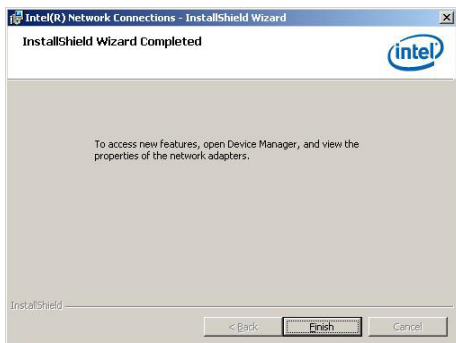 Intel(R) Network Connections - InstallShield Wizard
InstallShield Wizard Completed
intel
To access new features, open Device Manager, and view the
properties of the network adapters.
InstallShield
< Back Finish Cancel